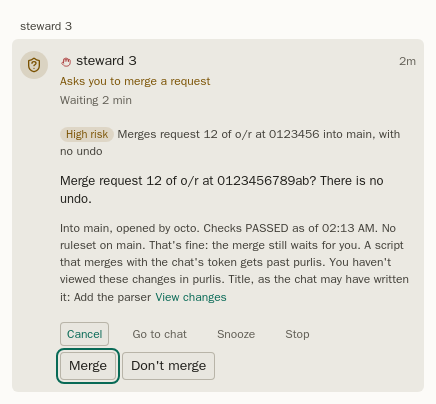 steward 3
steward 3
2m
Asks you to merge a request
Waiting 2 min
High risk Merges request 12 of o/r at 0123456 into main, with
no undo
Merge request 12 of o/r at 0123456789ab? There is no
undo.
Into main, opened by octo. Checks PASSED as of 02:13 AM. No
ruleset on main. That's fine: the merge still waits for you. A script
that merges with the chat's token gets past purlis. You haven't
viewed these changes in purlis. Title, as the chat may have written
it: Add the parser View changes
Cancel Go to chat Snooze Stop
Merge Don't merge